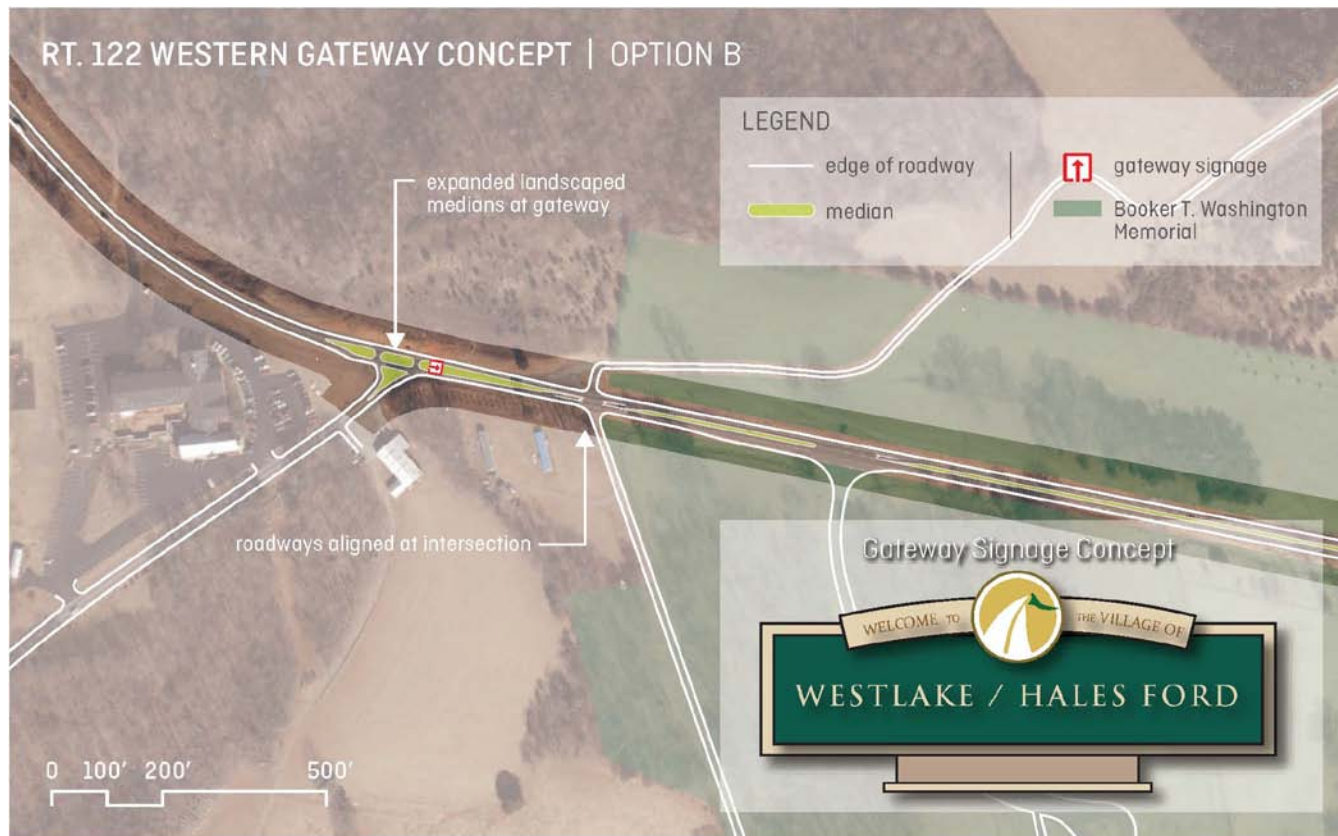 RT. 122 WESTERN GATEWAY CONCEPT | OPTION B
LEGEND
edge of roadway
gateway signage
median
Booker T. Washington
Memorial
expanded landscaped
medians at gateway
roadways aligned at intersection
Gateway Signage Concept
WELCOME TO THE VILLAGE OF
WESTLAKE / HALES FORD
0 100' 200' 500'